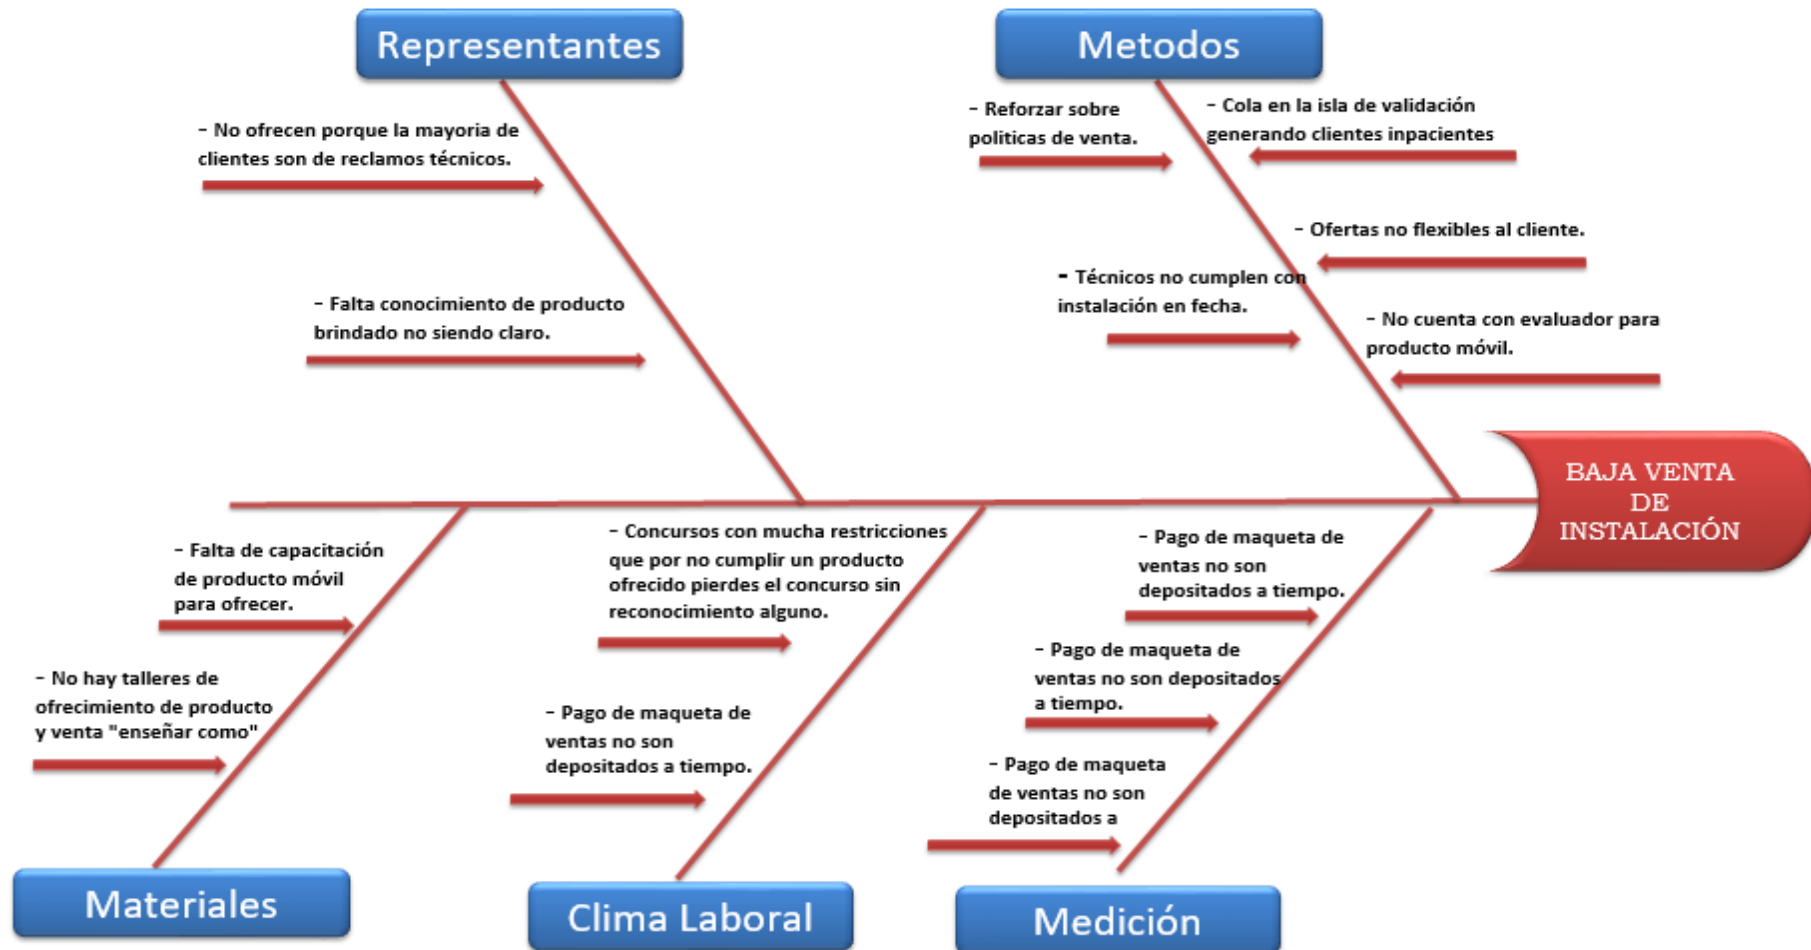 Representantes
Metodos
- No ofrecen porque la mayoria de
clientes son de reclamos técnicos.
- Reforzar sobre
politicas de venta.
- Cola en la isla de validación
generando clientes inpacientes
- Ofertas no flexibles al cliente.
- Técnicos no cumplen con
instalación en fecha.
- Falta conocimiento de producto
brindado no siendo claro.
- No cuenta con evaluador para
producto móvil.
BAJA VENTA
DE
INSTALACIÓN
- Falta de capacitación
de producto móvil
para ofrecer.
- No hay talleres de
ofrecimiento de producto
y venta "enseñar como"
- Concursos con mucha restricciones
que por no cumplir un producto
ofrecido pierdes el concurso sin
reconocimiento alguno.
- Pago de maqueta de
ventas no son
depositados a tiempo.
- Pago de maqueta de
ventas no son
depositados a tiempo.
- Pago de maqueta de
ventas no son depositados
a tiempo.
- Pago de maqueta
de ventas no son
depositados a
Materiales
Clima Laboral
Medición